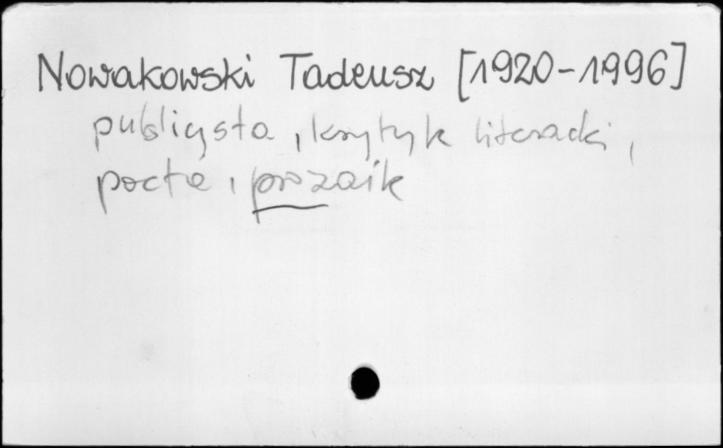 Nowakowski Tadeusz [1920-1996]
publicysta, krytyk literacki,
poeta, prozaik